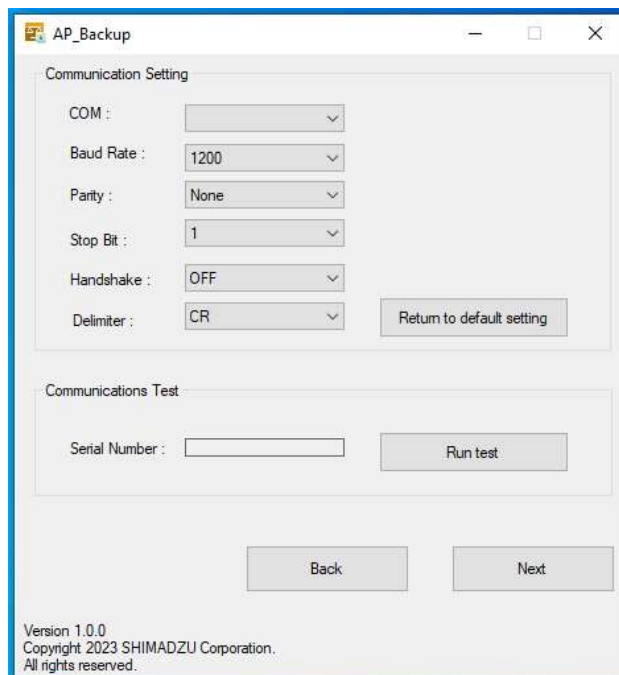 AP_Backup
Communication Setting
COM :
Baud Rate : 1200
Parity : None
Stop Bit : 1
Handshake : OFF
Delimiter : CR Return to default setting
Communications Test
Serial Number : Run test
Back Next
Version 1.0.0
Copyright 2023 SHIMADZU Corporation.
All rights reserved.